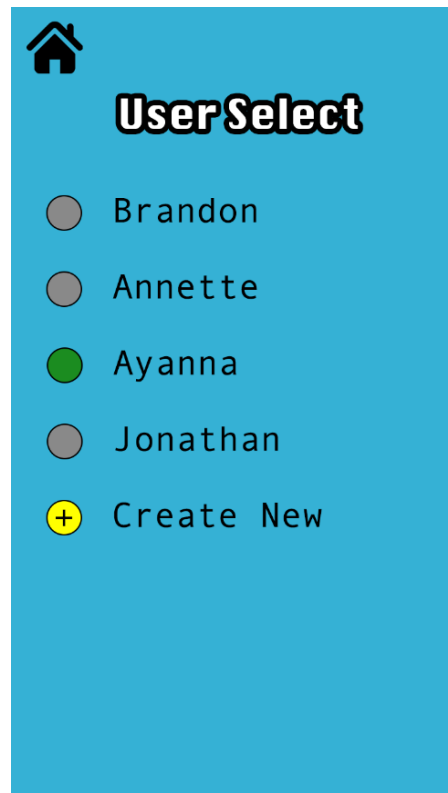 User Select
Brandon
Annette
Ayanna
Jonathan
+ Create New